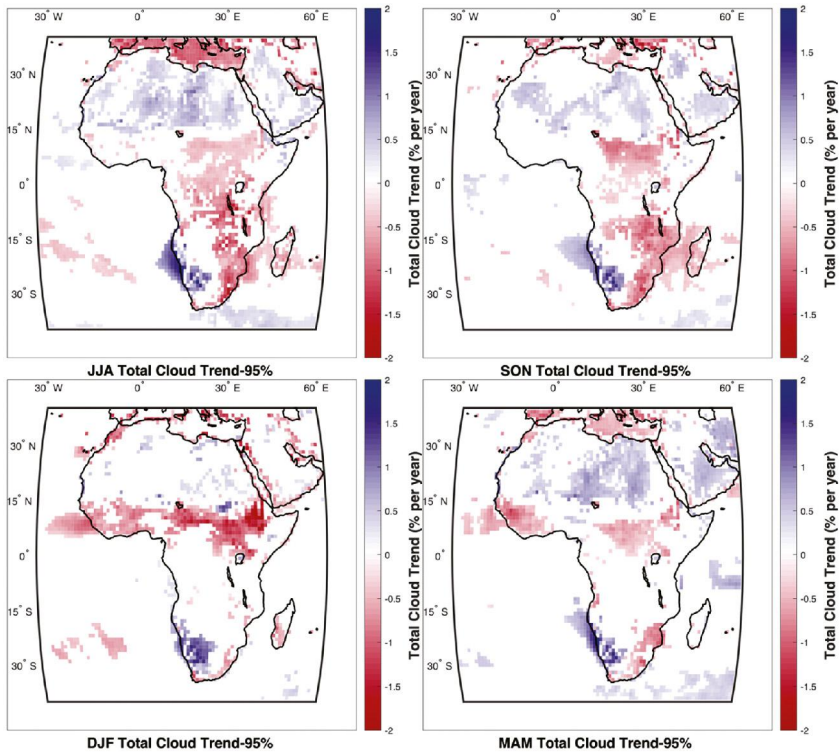 30° W 0° 30° E 60° E
30° N
15° N
0°
15° S
30° S
2
1.5
1
0.5
0
-0.5
-1
-1.5
-2
Total Cloud Trend (% per year)
JJA Total Cloud Trend-95%
30° W 0° 30° E 60° E
30° N
15° N
0°
15° S
30° S
2
1.5
1
0.5
0
-0.5
-1
-1.5
-2
Total Cloud Trend (% per year)
SON Total Cloud Trend-95%
30° W 0° 30° E 60° E
30° N
15° N
0°
15° S
30° S
2
1.5
1
0.5
0
-0.5
-1
-1.5
-2
Total Cloud Trend (% per year)
DJF Total Cloud Trend-95%
30° W 0° 30° E 60° E
30° N
15° N
0°
15° S
30° S
2
1.5
1
0.5
0
-0.5
-1
-1.5
-2
Total Cloud Trend (% per year)
MAM Total Cloud Trend-95%